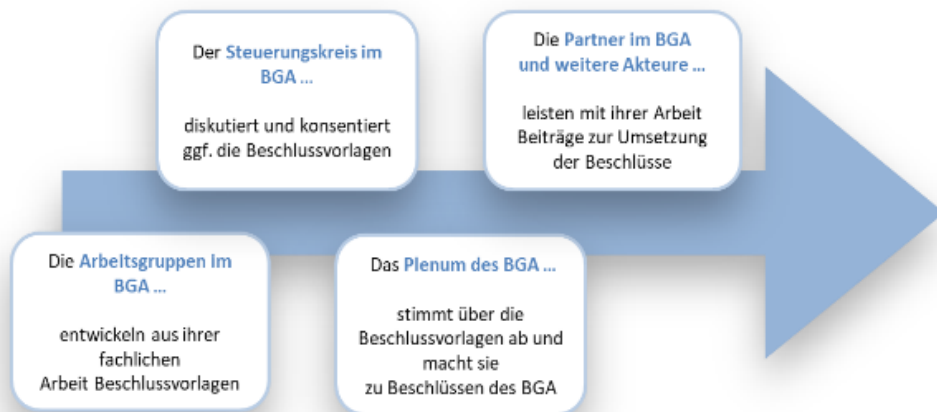 Der Steuerungskreis im
BGA ...
diskutiert und konsentiert
ggf. die Beschlussvorlagen
Die Partner im BGA
und weitere Akteure ...
leisten mit ihrer Arbeit
Beiträge zur Umsetzung
der Beschlüsse
Die Arbeitsgruppen im
BGA ...
entwickeln aus ihrer
fachlichen
Arbeit Beschlussvorlagen
Das Plenum des BGA ...
stimmt über die
Beschlussvorlagen ab und
macht sie
zu Beschlüssen des BGA